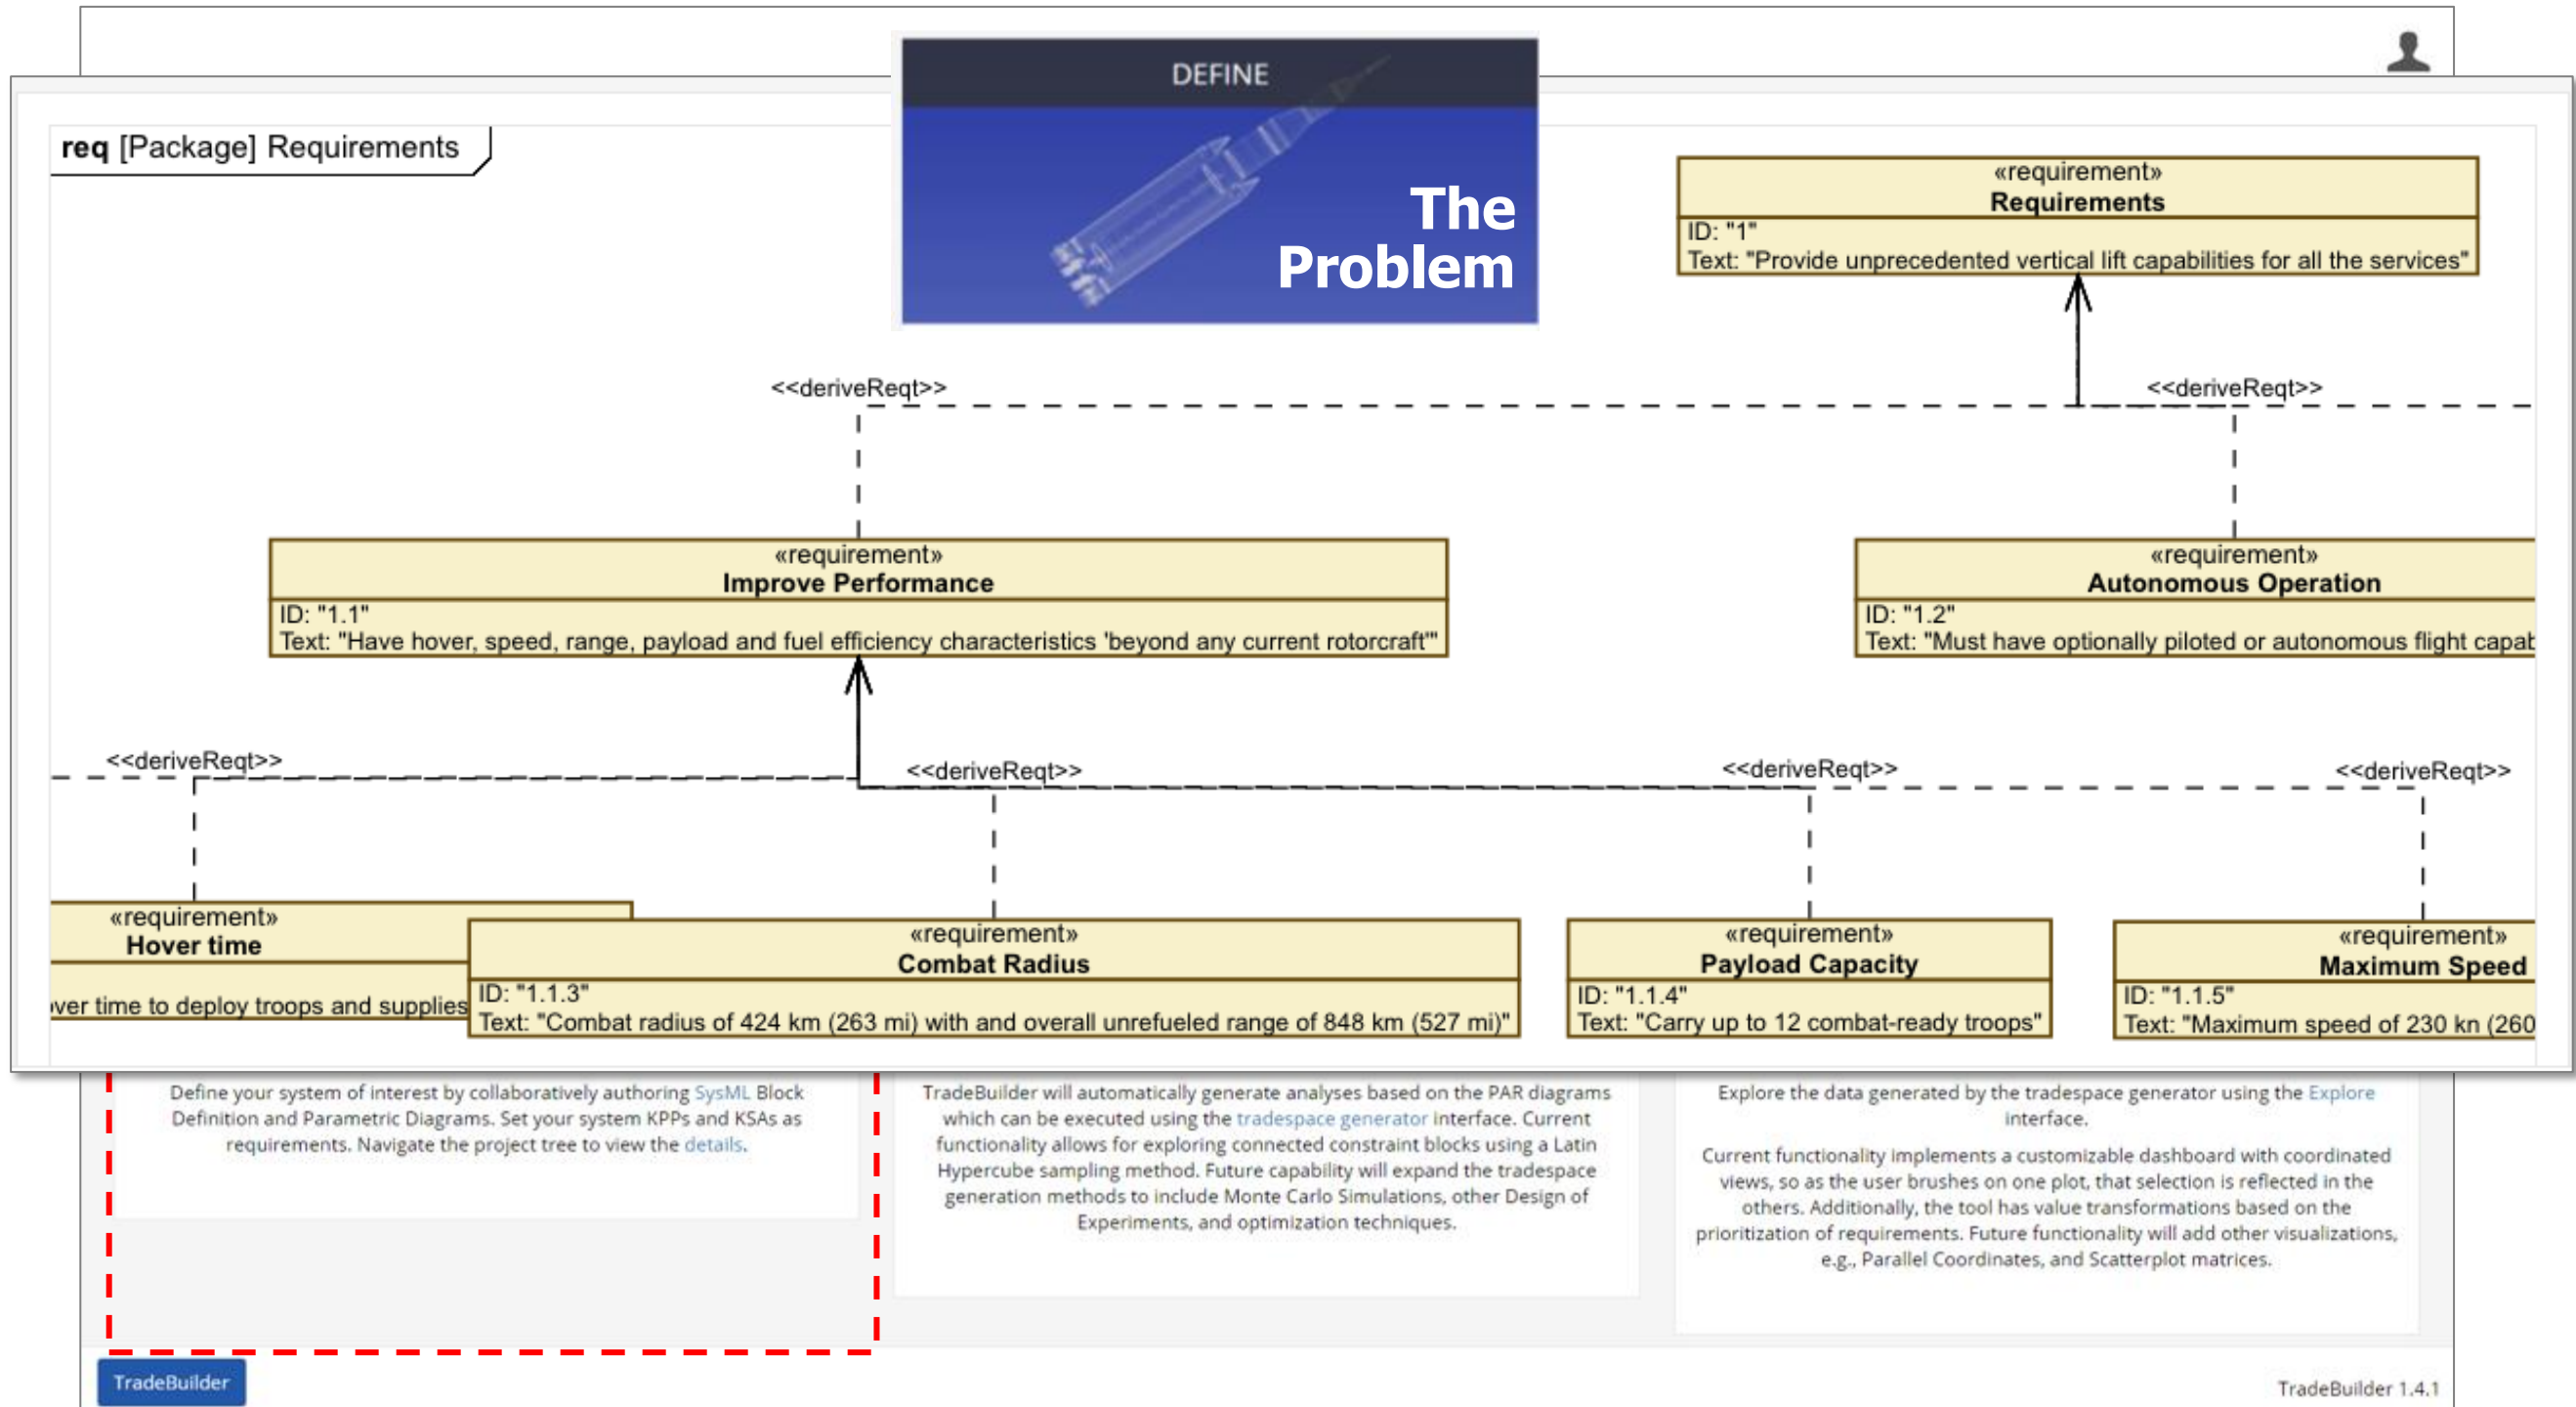 DEFINE
The
Problem
req [Package] Requirements
«requirement»
Requirements
ID: "1"
Text: "Provide unprecedented vertical lift capabilities for all the services"
<<deriveReqt>>
<<deriveReqt>>
«requirement»
Improve Performance
ID: "1.1"
Text: "Have hover, speed, range, payload and fuel efficiency characteristics 'beyond any current rotorcraft'"
«requirement»
Autonomous Operation
ID: "1.2"
Text: "Must have optionally piloted or autonomous flight
<<deriveReqt>>
<<deriveReqt>>
<<deriveReqt>>
<<deriveReqt>>
«requirement»
Hover time
time to deploy troops and supplies
«requirement»
Combat Radius
ID: "1.1.3"
Text: "Combat radius of 424 km (263 mi) with and overall unrefueled range of 848 km (527 mi)"
«requirement»
Payload Capacity
ID: "1.1.4"
Text: "Carry up to 12 combat-ready troops"
«requirement»
Maximum Speed
ID: "1.1.5"
Text: "Maximum speed of 230 kn (260
Define your system of interest by collaboratively authoring SysML Block
Definition and Parametric Diagrams. Set your system KPPs and KSAs as
requirements. Navigate the project tree to view the details.
TradeBuilder will automatically generate analyses based on the PAR diagrams
which can be executed using the tradespace generator interface. Current
functionality allows for exploring connected constraint blocks using a Latin
Hypercube sampling method. Future capability will expand the tradespace
generation methods to include Monte Carlo Simulations, other Design of
Experiments, and optimization techniques.
Explore the data generated by the tradespace generator using the Explore
interface.
Current functionality implements a customizable dashboard with coordinated
views, so as the user brushes on one plot, that selection is reflected in the
others. Additionally, the tool has value transformations based on the
prioritization of requirements. Future functionality will add other visualizations,
e.g., Parallel Coordinates, and Scatterplot matrices.
TradeBuilder
TradeBuilder 1.4.1